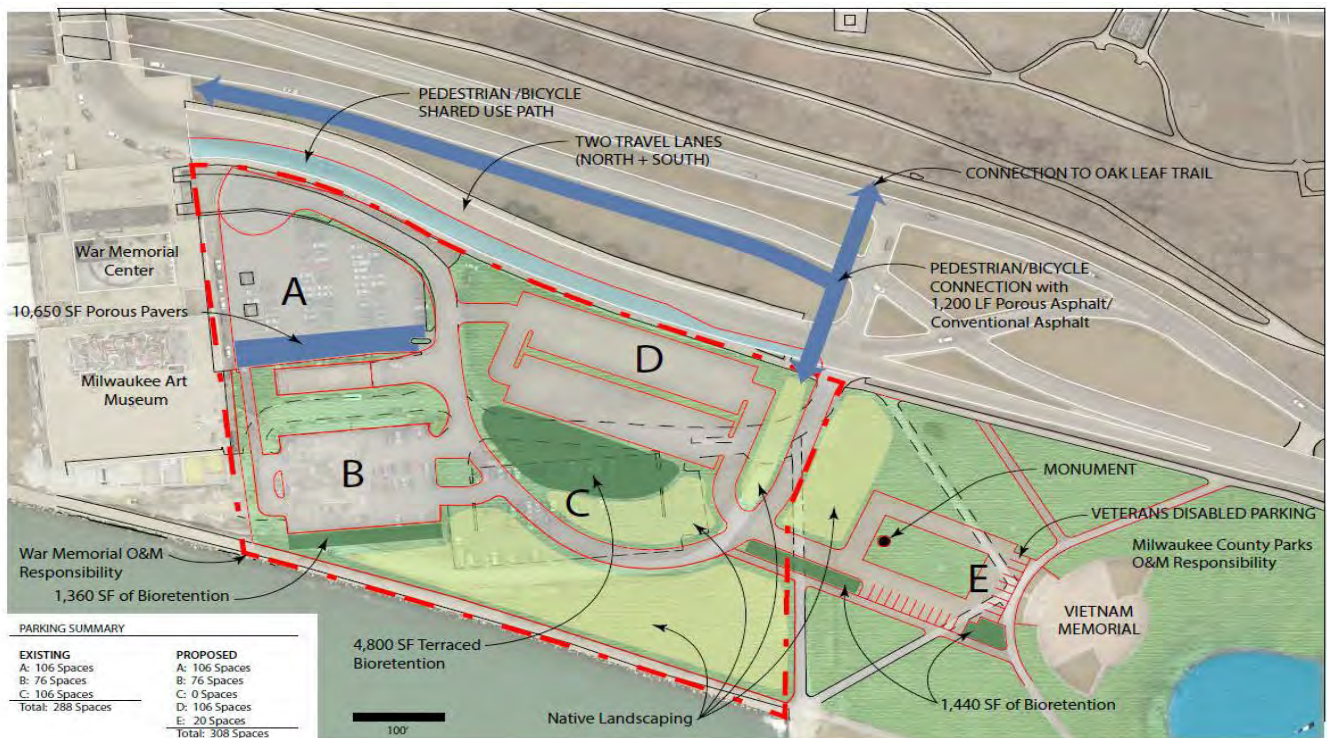 PEDESTRIAN /BICYCLE
SHARED USE PATH
TWO TRAVEL LANES
(NORTH + SOUTH)
CONNECTION TO OAK LEAF TRAIL
War Memorial
Center
A
10,650 SF Porous Pavers
PEDESTRIAN/BICYCLE
CONNECTION with
1,200 LF Porous Asphalt/
Conventional Asphalt
D
Milwaukee Art
Museum
B
C
MONUMENT
VETERANS DISABLED PARKING
Milwaukee County Parks
O&M Responsibility
E
VIETNAM
MEMORIAL
War Memorial O&M
Responsibility
1,360 SF of Bioretention
4,800 SF Terraced
Bioretention
Native Landscaping
1,440 SF of Bioretention
100'
PARKING SUMMARY
EXISTING
A: 106 Spaces
B: 76 Spaces
C: 106 Spaces
Total: 288 Spaces
PROPOSED
A: 106 Spaces
B: 76 Spaces
C: 0 Spaces
D: 106 Spaces
E: 20 Spaces
Total: 308 Spaces